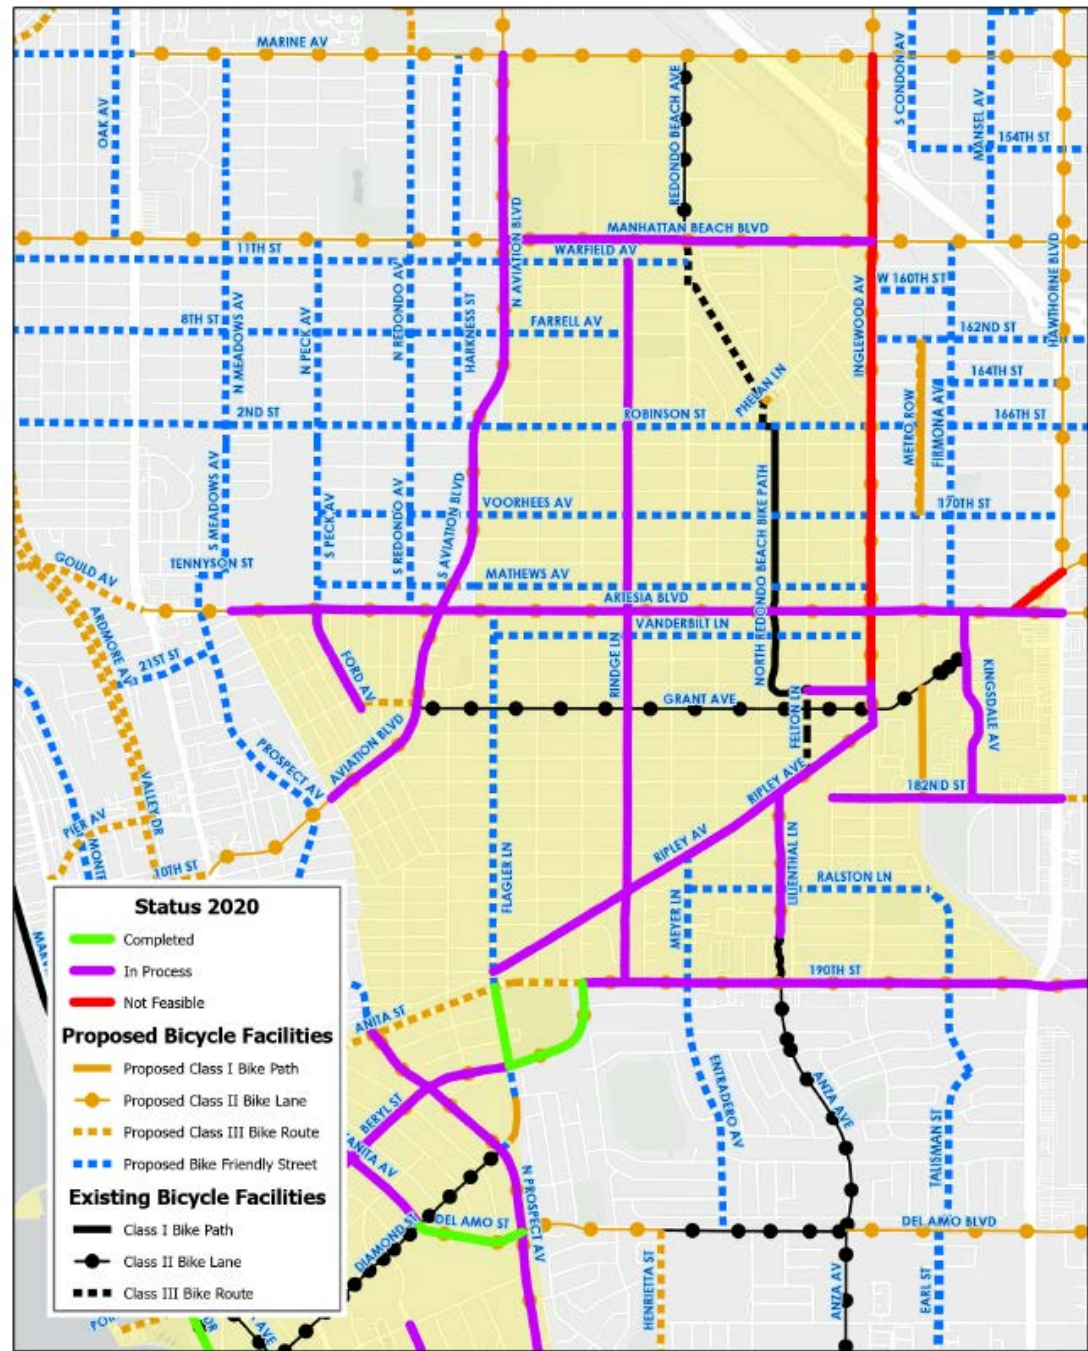 MARINE AV
OAK AV
REDONDO BEACH AVE
S CONDON AV
MANSEL AV
154TH ST
N AVIATION BLVD
MANHATTAN BEACH BLVD
11TH ST
WARFIELD AV
INGLEWOOD AV
W 160TH ST
HAWTHORNE BLVD
8TH ST
N MEADOWS AV
N PECK AV
N REDONDO AV
HARKNESS ST
FARRELL AV
162ND ST
164TH ST
PHELAN LN
METRO ROW
FIRMONA AV
2ND ST
ROBINSON ST
166TH ST
S MEADOWS AV
S PECK AV
S REDONDO AV
S AVIATION BLVD
VOORHEES AV
NORTH REDONDO BEACH BIKE PATH
170TH ST
GOULD AV
TENNYSON ST
MATHEWS AV
ARTESIA BLVD
ARDMORE AV
21ST ST
FORD AV
VANDERBILT LN
RINDGE LN
KINGSDALE AV
GRANT AVE
FELTON LN
PROSPECT AV
AVIATION BLVD
VALLEY DR
PIER AV
10TH ST
RIPLEY AVE
182ND ST
RIPLEY AV
FLAGLER LN
MEYER LN
LILIENTHAL LN
RALSTON LN
190TH ST
ANITA ST
BERYL ST
ENTRADERO AV
ANZA AVE
TALISMAN ST
N PROSPECT AV
DIAMOND ST
DEL AMO ST
DEL AMO BLVD
HENRIETTA ST
ANZA AV
EARL ST
Status 2020
Completed
In Process
Not Feasible
Proposed Bicycle Facilities
Proposed Class I Bike Path
Proposed Class II Bike Lane
Proposed Class III Bike Route
Proposed Bike Friendly Street
Existing Bicycle Facilities
Class I Bike Path
Class II Bike Lane
Class III Bike Route